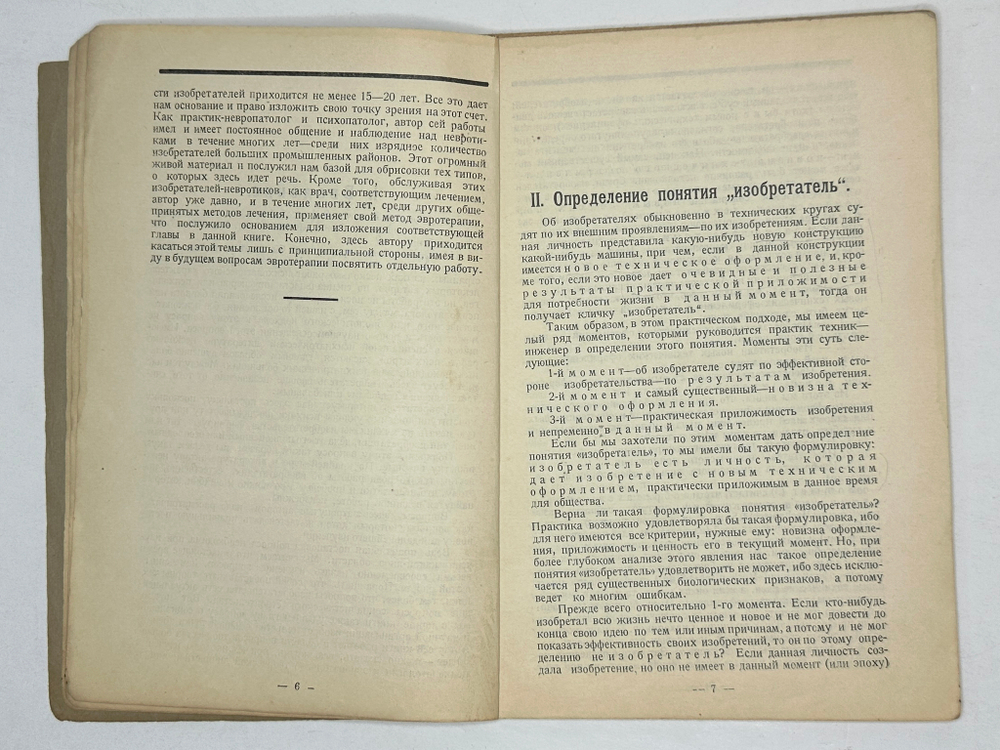 сти изобретателей приходится не менее 15—20 лет. Все это дает
нам основание и право изложить свою точку зрения на этот счет.
Как практик-невропатолог и психопатолог, автор сей работы
имел и имеет постоянное общение и наблюдение над невроти-
ками в течение многих лет—среди них изрядное количество
изобретателей больших промышленных районов. Этот огромный
живой материал и послужил нам базой для обрисовки тех типов,
о которых здесь идет речь. Кроме того, обслуживая этих
изобретателей-невротиков, как врач, соответствующим лечением,
автор уже давно, и в течение многих лет, среди других обще-
принятых методов лечения, применяет свой метод эвротерапии,
что послужило основанием для изложения соответствующей
главы в данной книге. Конечно, здесь автору приходится
касаться этой темы лишь с принципиальной стороны, имея в ви-
ду в будущем вопросам эвротерапии посвятить отдельную работу.
— 6 –
II. Определение понятия „изобретатель“.
Об изобретателях обыкновенно в технических кругах су-
дят по их внешним проявлениям—по их изобретениям. Если дан-
ная личность представила какую-нибудь новую конструкцию
какой-нибудь машины, при чем, если в данной конструкции
имеется новое техническое оформление, и, кро-
ме того, если это новое дает очевидные и полезные
результаты практической приложимости
для потребности жизни в данный момент, тогда он
получает кличку „изобретатель“.
Таким образом, в этом практическом подходе, мы имеем це-
лый ряд моментов, которыми руководится практик техник—
инженер в определении этого понятия. Моменты эти суть сле-
дующие:
1-й момент—об изобретателе судят по эффективной сто-
роне изобретательства—по результатам изобретения.
2-й момент и самый существенный—новизна тех-
нического оформления.
3-й момент—практическая приложимость изобретения
и непременно в данный момент.
Если бы мы захотели по этим моментам дать определ ние
понятия «изобретатель», то мы имели бы такую формулировку:
изобретатель есть личность, которая
дает изобретение с новым техническим
оформлением, практически приложимым в данное время
для общества.
Верна ли такая формулировка понятия «изобретатель»?
Практика возможно удовлетворяла бы такая формулировка, ибо
для него имеются все критерии, нужные ему: новизна оформле-
ния, приложимость и ценность его в текущий момент. Но, при
более глубоком анализе этого явления нас такое определение
понятия «изобретатель» удовлетворить не может, ибо здесь исклю-
чается ряд существенных биологических признаков, а потому
ведет ко многим ошибкам.
Прежде всего относительно 1-го момента. Если кто-нибудь
изобретал всю жизнь нечто ценное и новое и не мог довести до
конца свою идею по тем или иным причинам, а потому и не мог
показать эффективность своих изобретений, то он по этому опре-
делению не изобретатель? Если данная личность соз-
дала изобретение, но оно не имеет в данный момент (или эпоху)
— 7 —